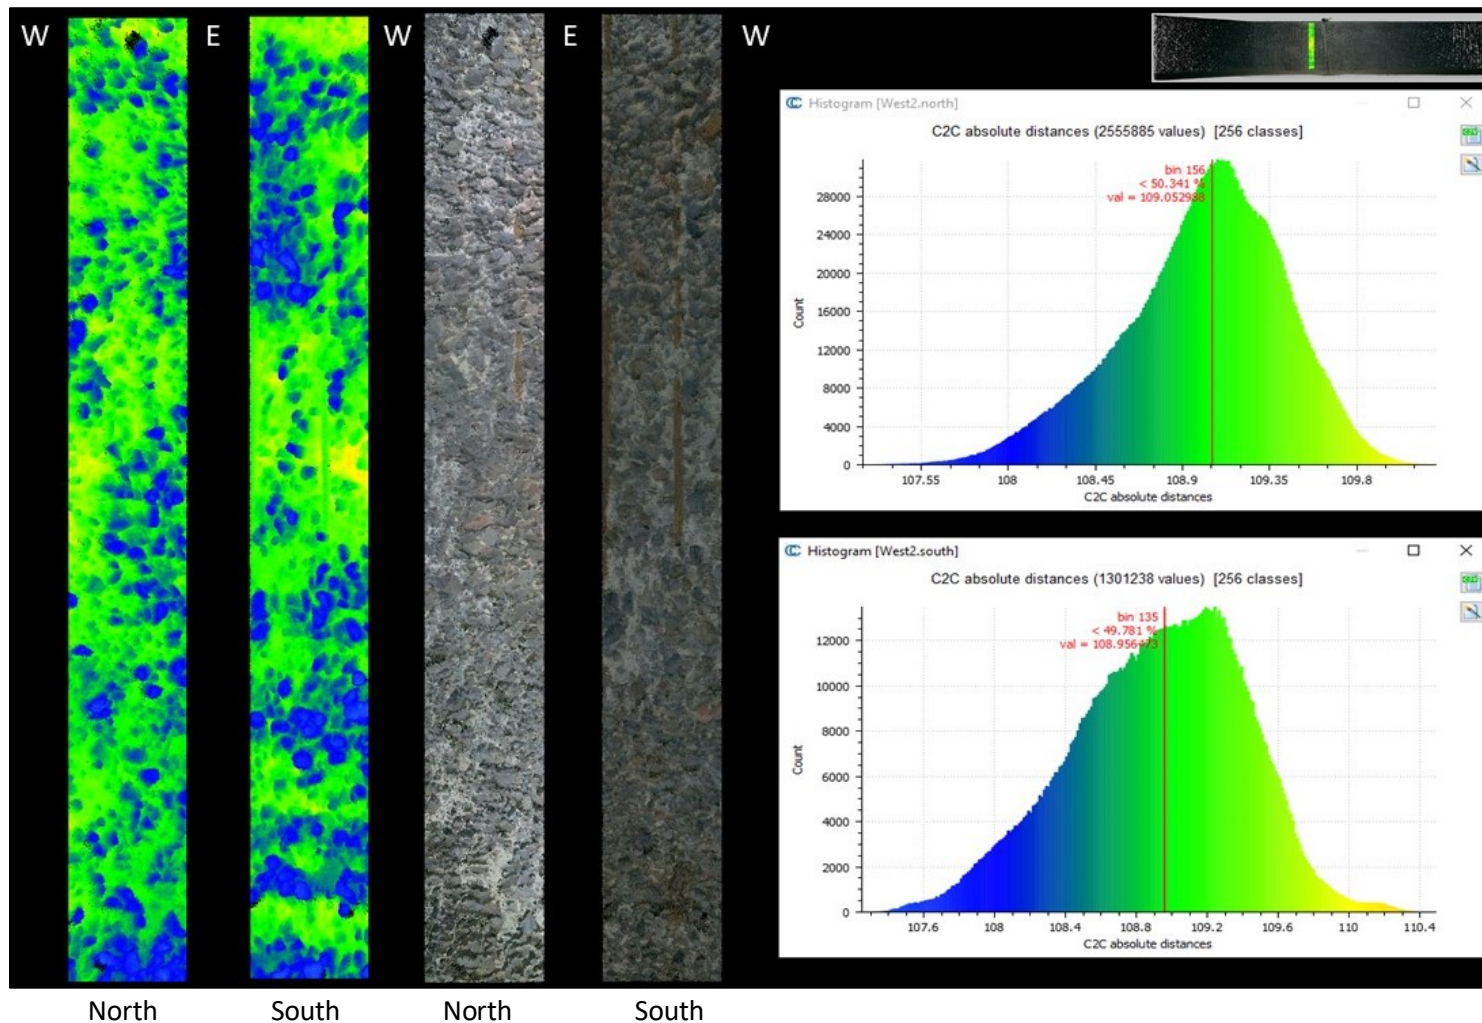 W E W E W
Histogram [West2.north]
C2C absolute distances (2555885 values) [256 classes]
bin 156
< 50.341 %
val = 109.052988
Count
28000
24000
20000
16000
12000
8000
4000
0
107.55 108 108.45 108.9 109.35 109.8
C2C absolute distances
Histogram [West2.south]
C2C absolute distances (1301238 values) [256 classes]
bin 135
< 49.781 %
val = 108.956473
Count
12000
10000
8000
6000
4000
2000
0
107.6 108 108.4 108.8 109.2 109.6 110 110.4
C2C absolute distances
North South North South